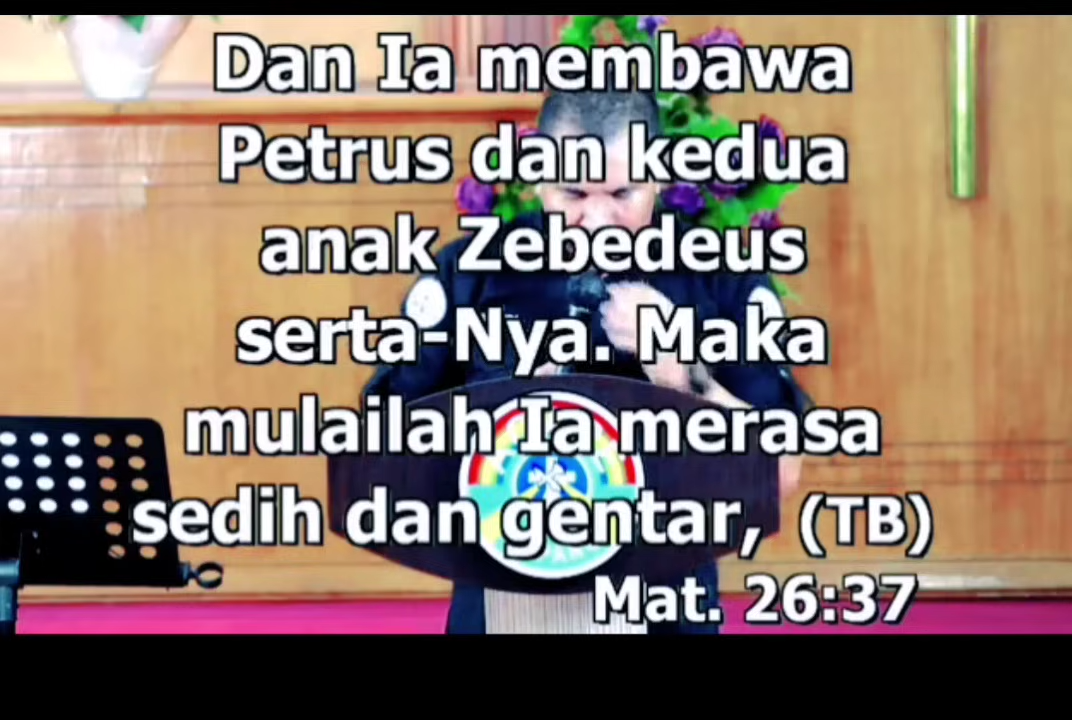 Dan Ia membawa
Petrus dan kedua
anak Zebedeus
serta-Nya. Maka
mulailah Ia merasa
sedih dan gentar, (TB)
Mat. 26:37